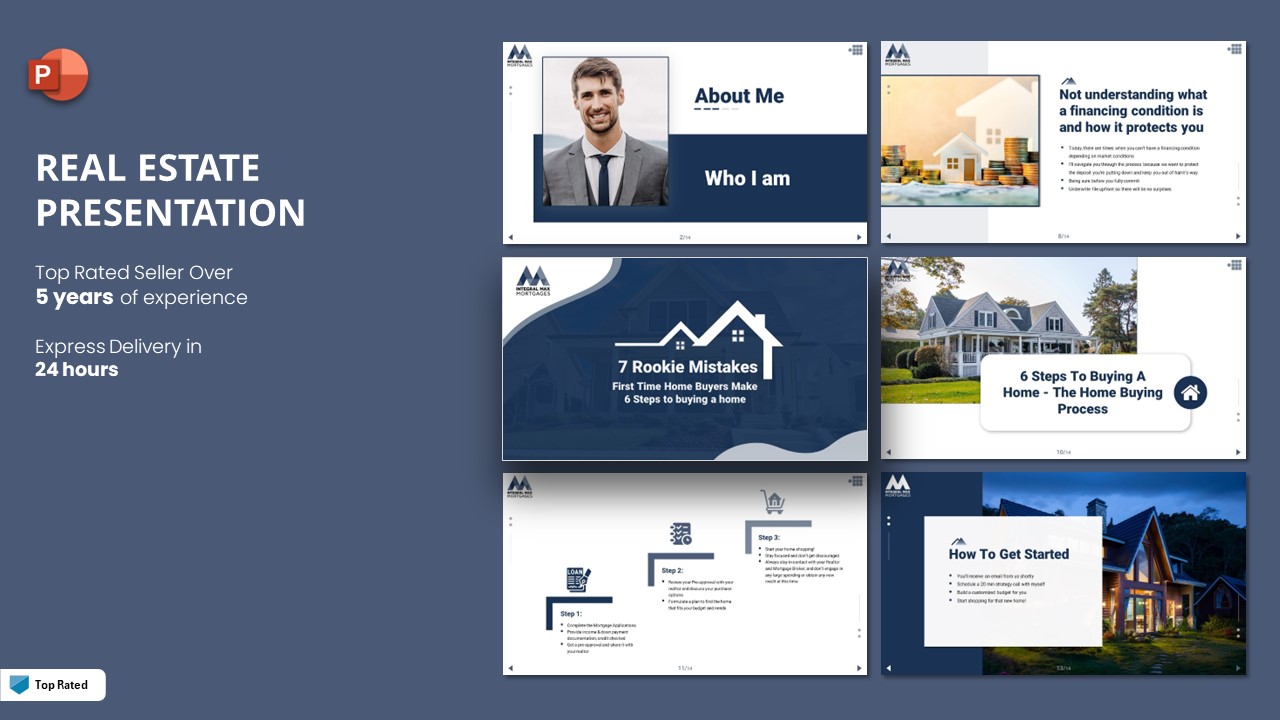 P
REAL ESTATE
PRESENTATION
Top Rated Seller Over
5 years of experience
Express Delivery in
24 hours
Top Rated
INTEGRAL MAX
MORTGAGES
About Me
Who I am
2/14
INTEGRAL MAX
MORTGAGES
Not understanding what
a financing condition is
and how it protects you
Today, there are times when you can't have a financing condition
depending on market conditions
I'll navigate you through the process because we want to protect
the deposit you're putting down and keep you out of harm's way.
Being sure before you fully commit
Underwrite file upfront so there will be no surprises
8/14
INTEGRAL MAX
MORTGAGES
7 Rookie Mistakes
First Time Home Buyers Make
6 Steps to buying a home
INTEGRAL MAX
MORTGAGES
6 Steps To Buying A
Home - The Home Buying
Process
10/14
INTEGRAL MAX
MORTGAGES
LOAN
Step 1:
Complete the Mortgage Applications
Provide income & down payment
documentation, credit checked
Get a pre-approval and share it with
your realtor
Step 2:
Review your Pre-approval with your
realtor and discuss your purchase
options
Formulate a plan to find the home
that fits your budget and needs
Step 3:
Start your home shopping!
Stay focused and don't get discouraged
Always stay in contact with your Realtor
and Mortgage Broker, and don't engage in
any large spending or obtain any new
credit at this time.
11/14
INTEGRAL MAX
MORTGAGES
How To Get Started
You'll receive an email from us shortly
Schedule a 20 min strategy call with myself
Build a customized budget for you
Start shopping for that new home!
13/14